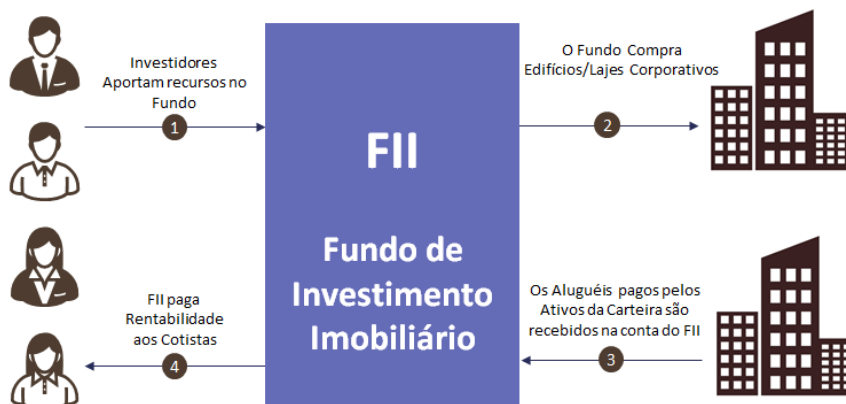 Investidores
Aportam recursos no
Fundo
1
FII
Fundo de
Investimento
Imobiliário
O Fundo Compra
Edifícios/Lajes Corporativos
2
Os Aluguéis pagos pelos
Ativos da Carteira são
recebidos na conta do FII
3
FII paga
Rentabilidade
aos Cotistas
4